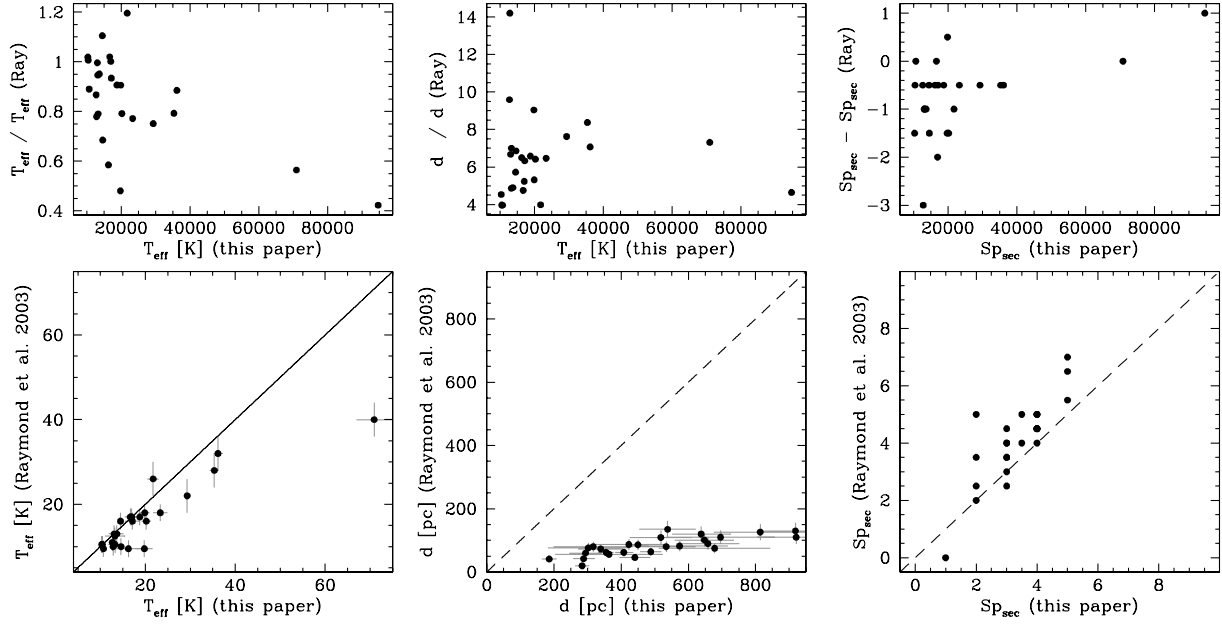 1.2
1
0.8
0.6
0.4
T_eff / T_eff (Ray)
20000 40000 60000 80000
T_eff [K] (this paper)
14
12
10
8
6
4
d / d (Ray)
20000 40000 60000 80000
T_eff [K] (this paper)
1
0
−1
−2
−3
Sp_sec − Sp_sec (Ray)
20000 40000 60000 80000
Sp_sec (this paper)
60
40
20
T_eff [K] (Raymond et al. 2003)
20 40 60
T_eff [K] (this paper)
800
600
400
200
0
d [pc] (Raymond et al. 2003)
0 200 400 600 800
d [pc] (this paper)
8
6
4
2
0
Sp_sec (Raymond et al. 2003)
0 2 4 6 8
Sp_sec (this paper)